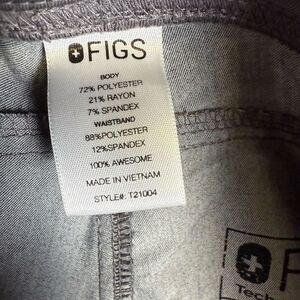 FIGS
BODY
72% POLYESTER
21% RAYON
7% SPANDEX
WAISTBAND
88%POLYESTER
12%SPANDEX
100% AWESOME
MADE IN VIETNAM
STYLE#: T21004